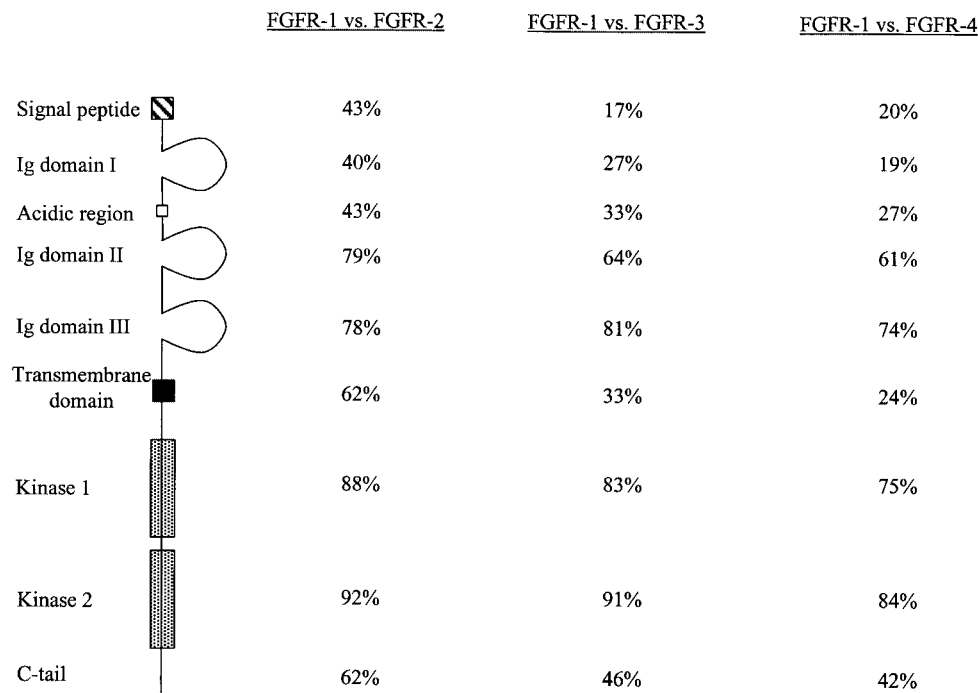 FGFR-1 vs. FGFR-2 FGFR-1 vs. FGFR-3 FGFR-1 vs. FGFR-4
Signal peptide 43% 17% 20%
Ig domain I 40% 27% 19%
Acidic region 43% 33% 27%
Ig domain II 79% 64% 61%
Ig domain III 78% 81% 74%
Transmembrane
domain 62% 33% 24%
Kinase 1 88% 83% 75%
Kinase 2 92% 91% 84%
C-tail 62% 46% 42%